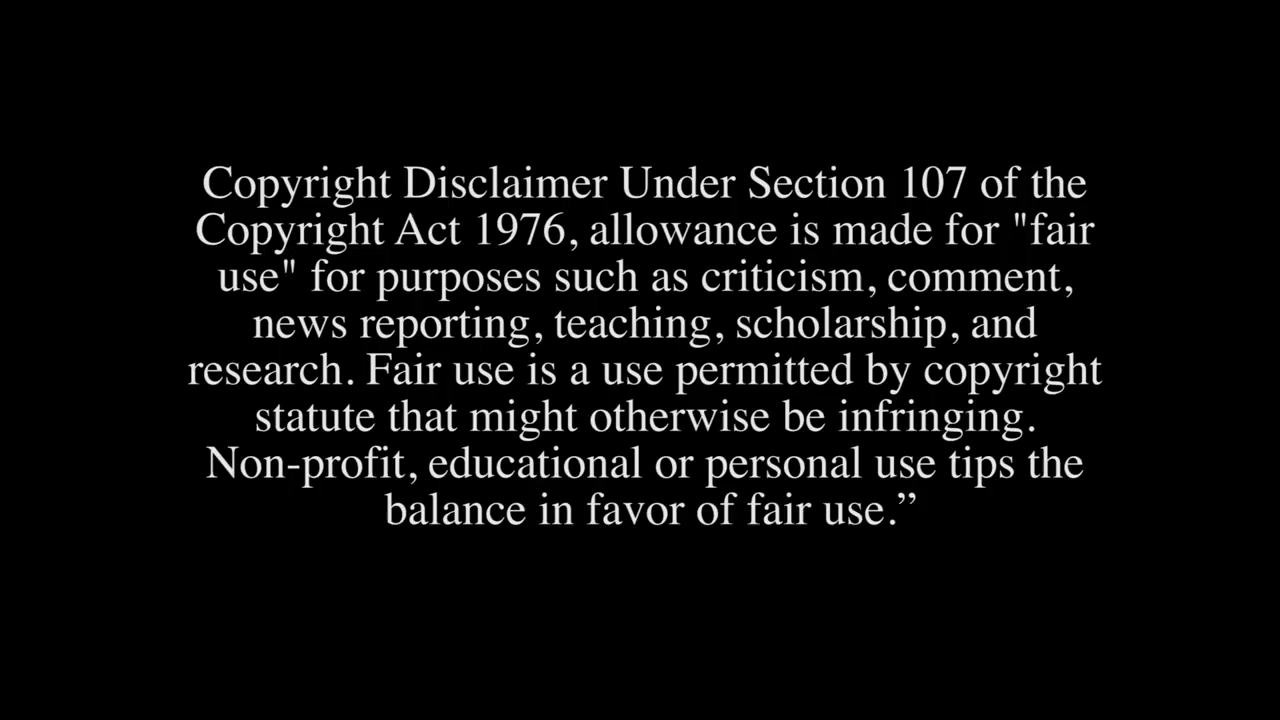 Copyright Disclaimer Under Section 107 of the
Copyright Act 1976, allowance is made for "fair
use" for purposes such as criticism, comment,
news reporting, teaching, scholarship, and
research. Fair use is a use permitted by copyright
statute that might otherwise be infringing.
Non-profit, educational or personal use tips the
balance in favor of fair use.”